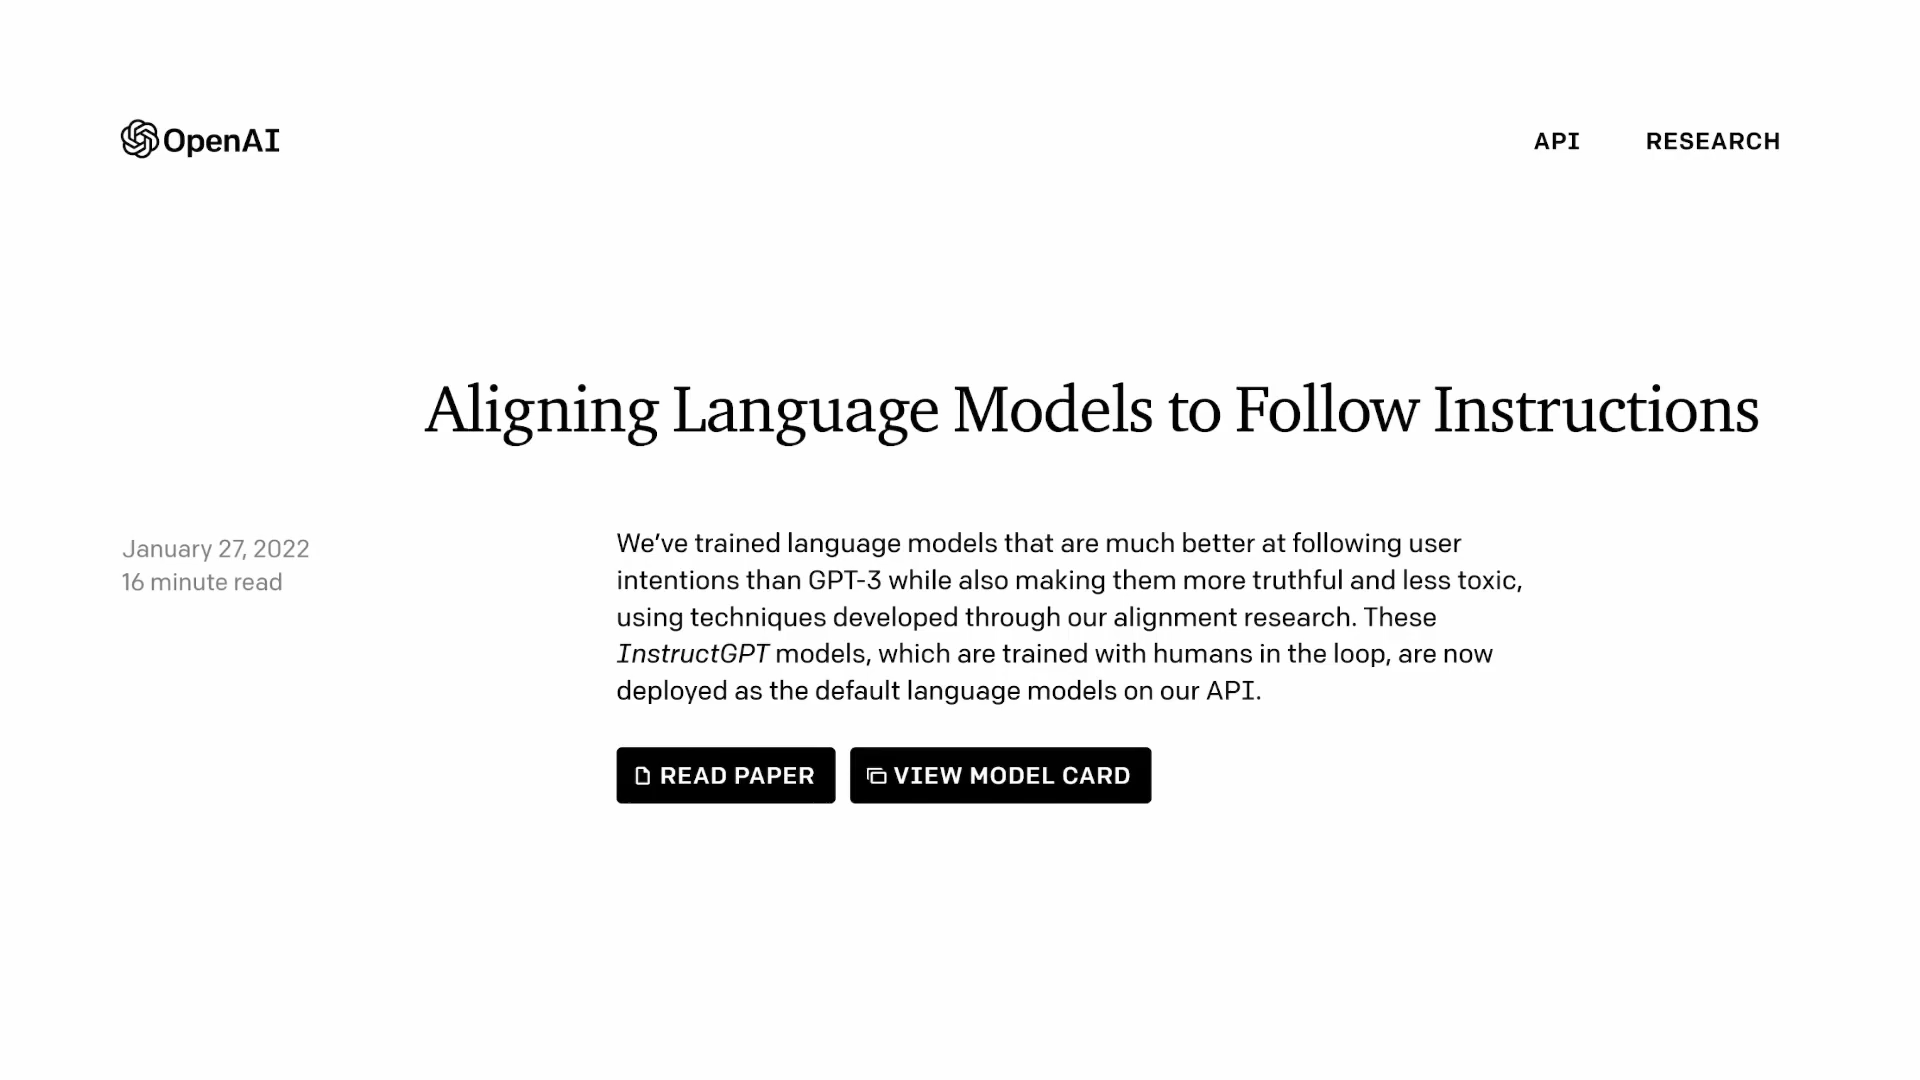 OpenAI
API
RESEARCH
Aligning Language Models to Follow Instructions
January 27, 2022
16 minute read
We’ve trained language models that are much better at following user
intentions than GPT-3 while also making them more truthful and less toxic,
using techniques developed through our alignment research. These
InstructGPT models, which are trained with humans in the loop, are now
deployed as the default language models on our API.
READ PAPER
VIEW MODEL CARD